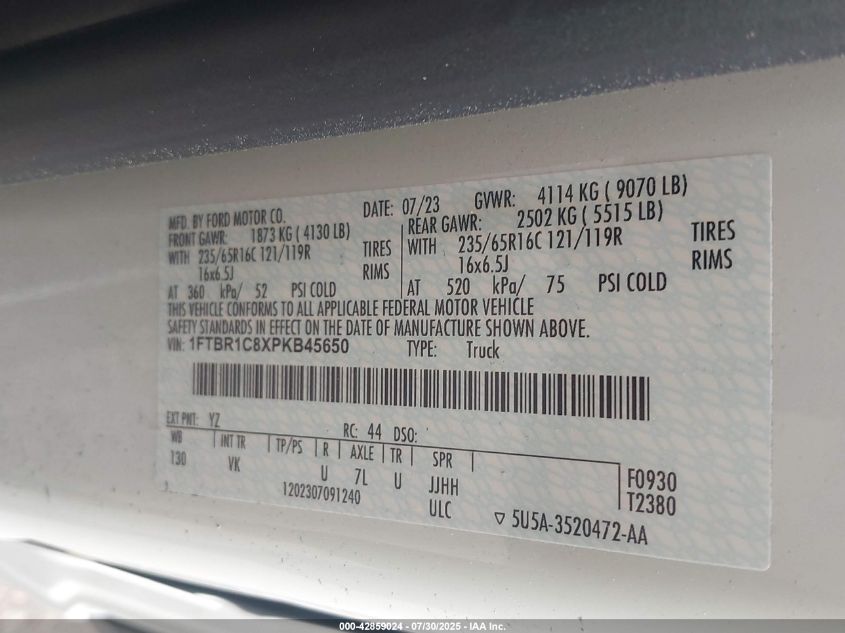 MFD. BY FORD MOTOR CO. DATE: 07/23 GVWR: 4114 KG ( 9070 LB)
FRONT GAWR: 1873 KG ( 4130 LB) REAR GAWR: 2502 KG ( 5515 LB)
WITH 235/65R16C 121/119R TIRES WITH 235/65R16C 121/119R TIRES
16x6.5J RIMS 16x6.5J RIMS
AT 360 kPa/ 52 PSI COLD AT 520 kPa/ 75 PSI COLD
THIS VEHICLE CONFORMS TO ALL APPLICABLE FEDERAL MOTOR VEHICLE
SAFETY STANDARDS IN EFFECT ON THE DATE OF MANUFACTURE SHOWN ABOVE.
VIN: 1FTBR1C8XPKB45650 TYPE: Truck
EXT PNT: YZ RC: 44 DSO:
WB INT TR TP/PS R AXLE TR SPR
130 VK U 7L U JJHH F0930
1202307091240 ULC T2380
5U5A-3520472-AA
000-42859024 - 07/30/2025 - IAA Inc.